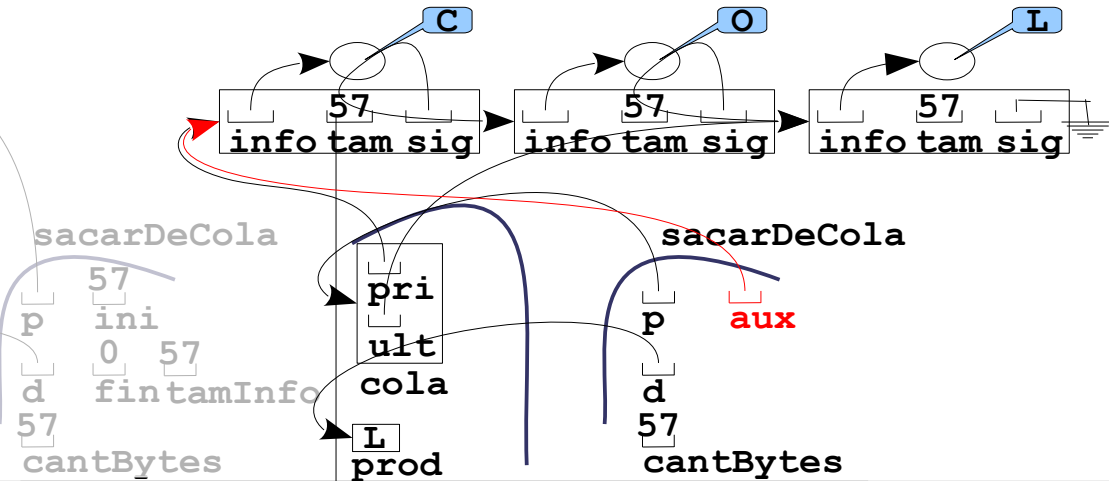 C O L
57 57 57
info tam sig info tam sig info tam sig
sacarDeCola sacarDeCola
57
p ini pri p aux
0 57 ult
d fin tamInfo cola d
57 L 57
cantBytes prod cantBytes